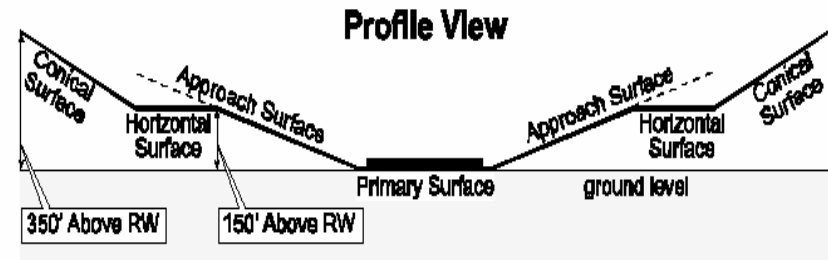 Profile View
Conical
Surface
Approach Surface
Horizontal
Surface
Approach Surface
Horizontal
Surface
Conical
Surface
Primary Surface
ground level
350' Above RW
150' Above RW